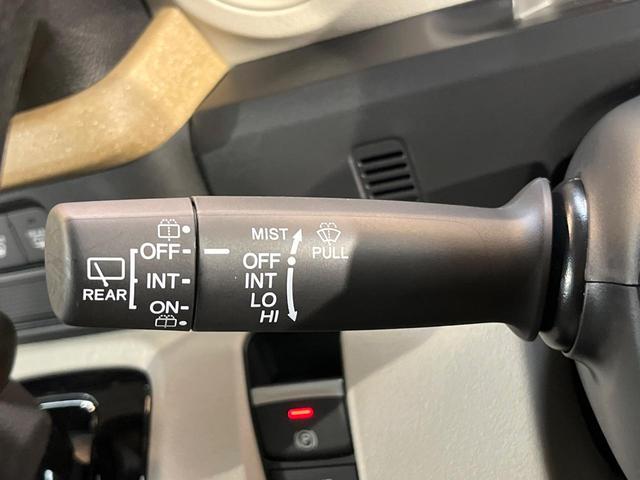 MIST
PULL
OFF
INT
LO
HI
OFF
INT
ON
REAR